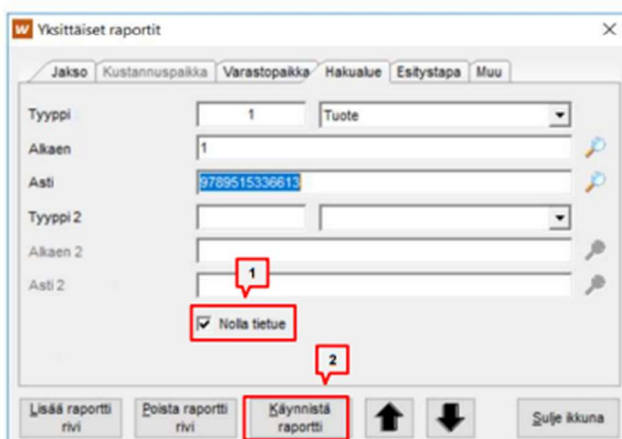 w Yksittäiset raportit
Jakso Kustannuspaikka Varastopaikka Hakualue Esitystapa Muu
Tyyppi 1 Tuote
Alkaen 1
Asti 9789515336613
Tyyppi 2
Alkaen 2
Asti 2
1
Nolla tietue
2
Lisää raportti rivi
Poista raportti rivi
Käynnistä raportti
Sulje ikkuna